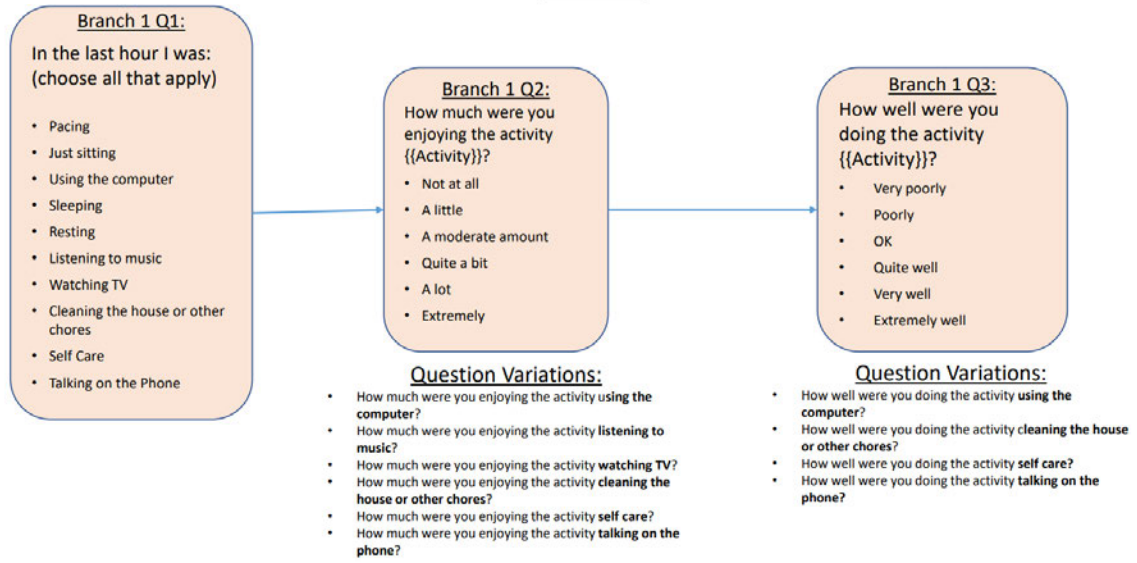 Branch 1 Q1:
In the last hour I was:
(choose all that apply)
• Pacing
• Just sitting
• Using the computer
• Sleeping
• Resting
• Listening to music
• Watching TV
• Cleaning the house or other
chores
• Self Care
• Talking on the Phone
Branch 1 Q2:
How much were you
enjoying the activity
{{Activity}}?
• Not at all
• A little
• A moderate amount
• Quite a bit
• A lot
• Extremely
Question Variations:
• How much were you enjoying the activity using the
computer?
• How much were you enjoying the activity listening to
music?
• How much were you enjoying the activity watching TV?
• How much were you enjoying the activity cleaning the
house or other chores?
• How much were you enjoying the activity self care?
• How much were you enjoying the activity talking on the
phone?
Branch 1 Q3:
How well were you
doing the activity
{{Activity}}?
• Very poorly
• Poorly
• OK
• Quite well
• Very well
• Extremely well
Question Variations:
• How well were you doing the activity using the
computer?
• How well were you doing the activity cleaning the house
or other chores?
• How well were you doing the activity self care?
• How well were you doing the activity talking on the
phone?